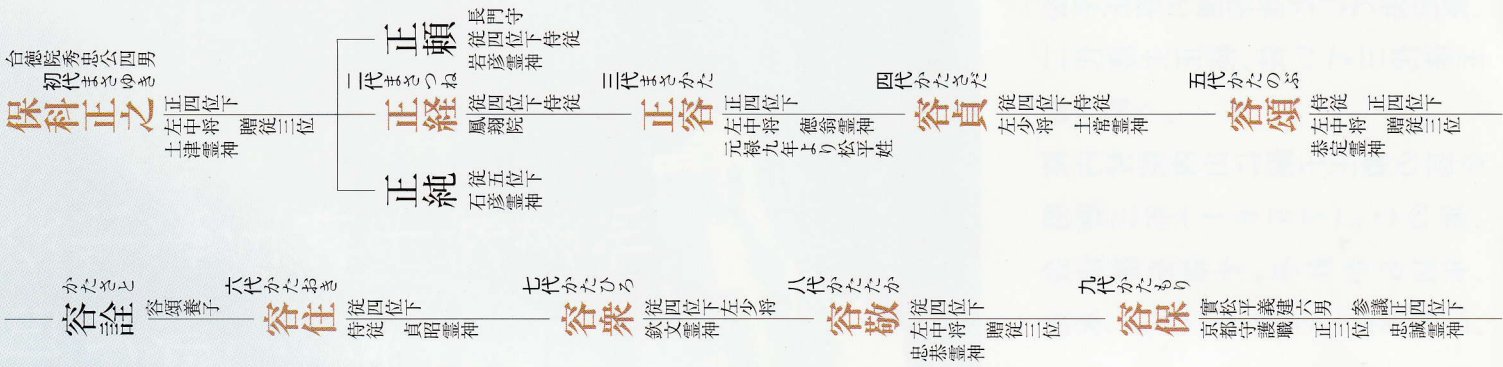 台徳院秀忠公四男
初代まさゆき
保科正之
正四位下
左中将　贈従三位
土津霊神
正頼
長門守
従四位下侍従
岩彦霊神
二代まさつね
正経
従四位下侍従
鳳翔院
正純
従五位下
石彦霊神
三代まさかた
正容
正四位下
左中将　徳翁霊神
元禄九年より松平姓
四代かたさだ
容貞
従四位下侍従
左少将　土常霊神
五代かたのぶ
容頌
侍従　正四位下
左中将　贈従三位
恭定霊神
かたさと
容詮
容頌養子
六代かたおき
容住
従四位下
侍従　貞昭霊神
七代かたひろ
容衆
従四位下左少将
欽文霊神
八代かたたか
容敬
従四位下
左中将　贈従三位
忠恭霊神
九代かたもり
容保
實松平義建六男　参議正四位下
京都守護職　正三位　忠誠霊神